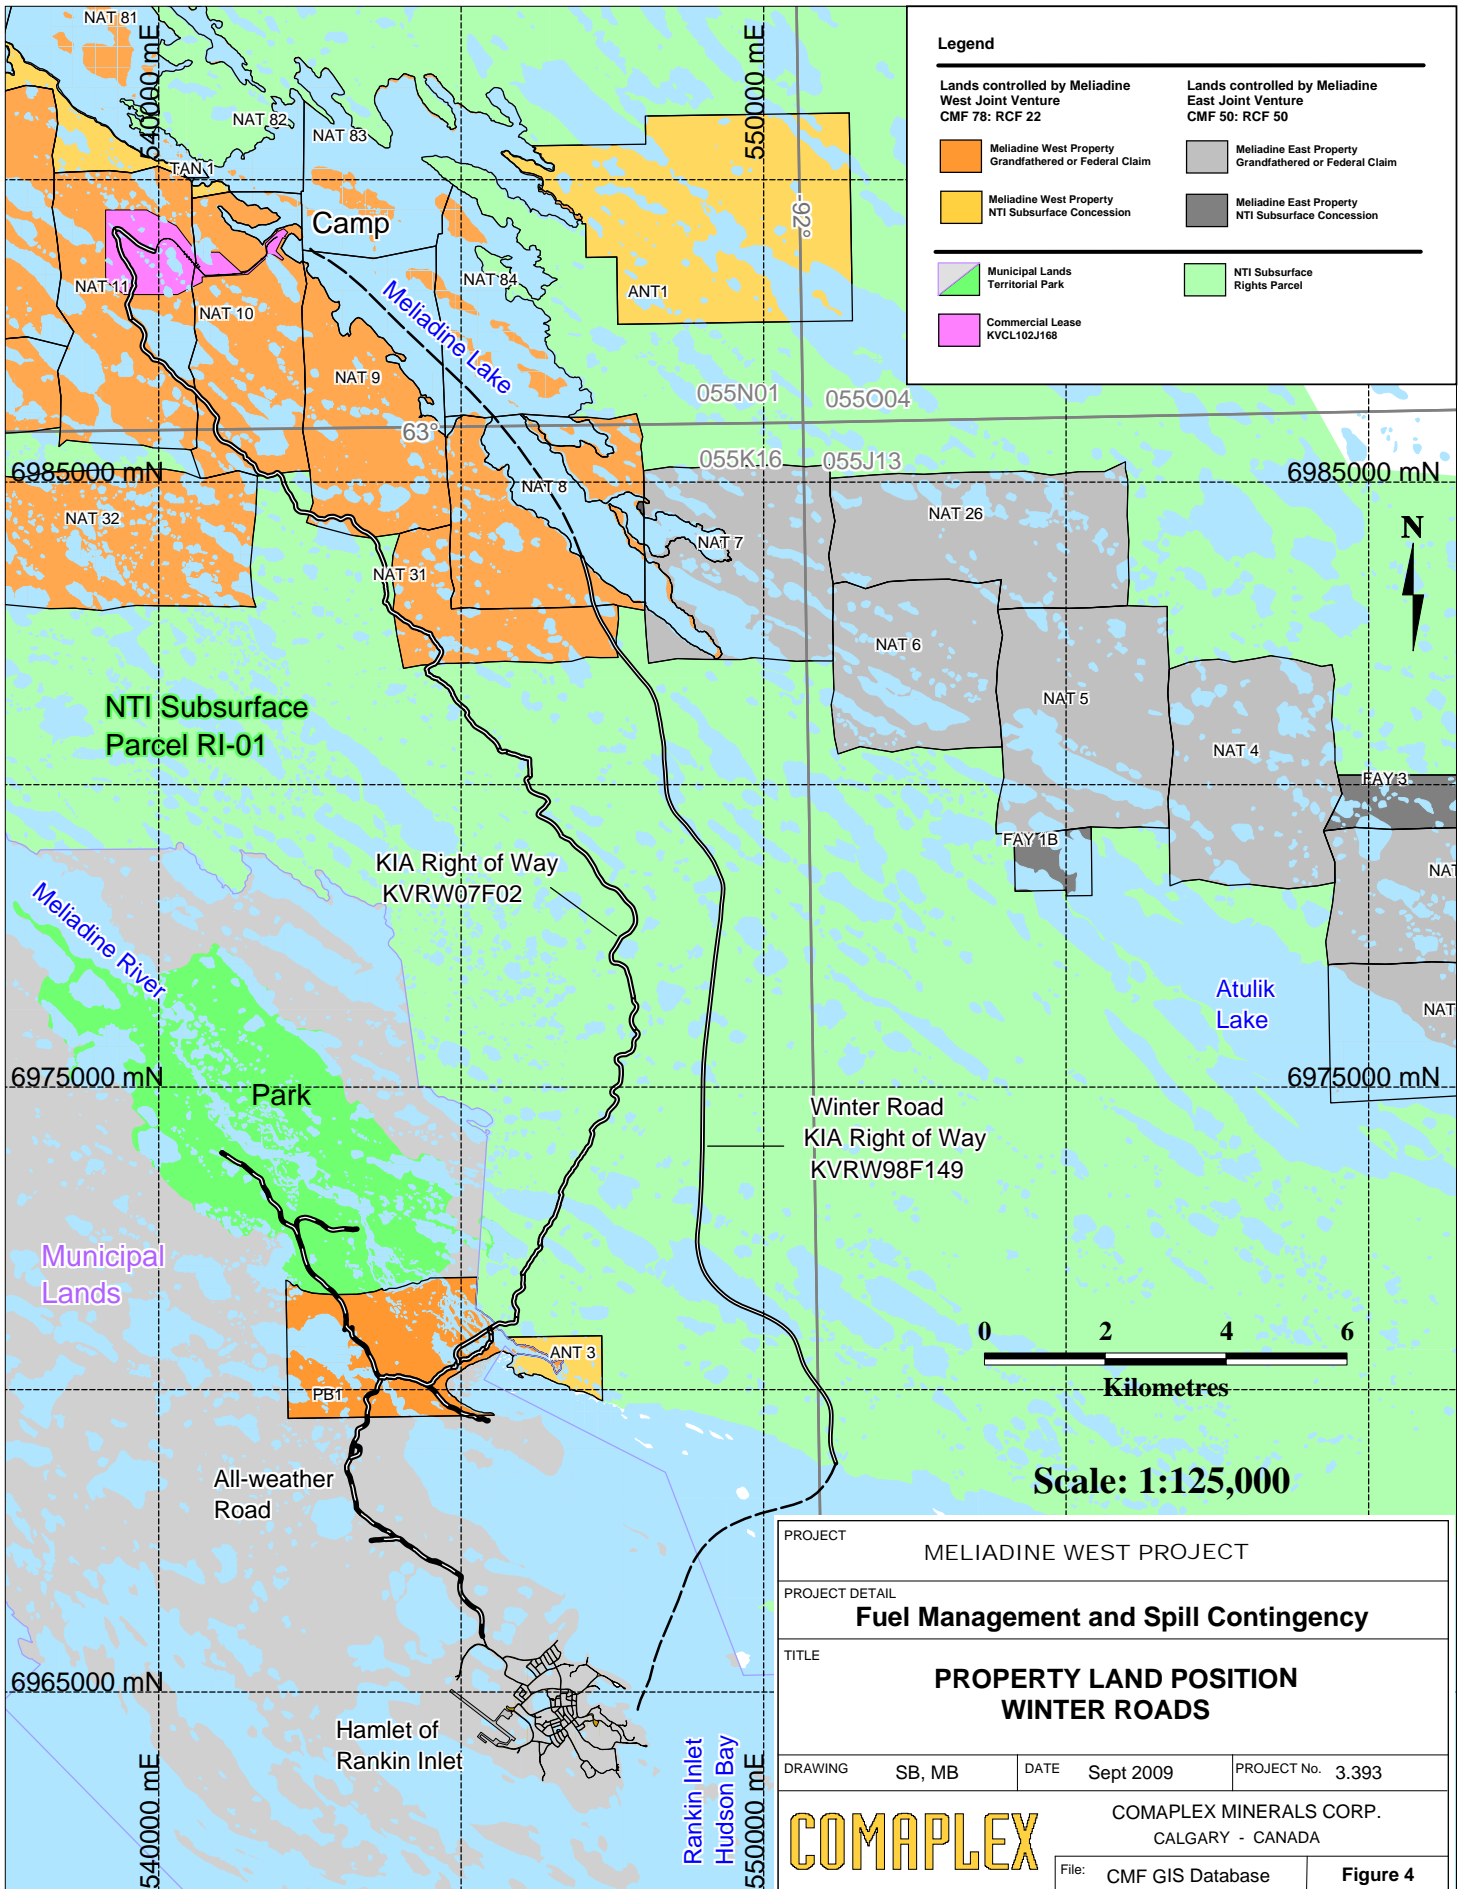 NAT 81
540000 mE
550000 mE
NAT 82
NAT 83
TAN 1
Camp
-92°
NAT 11
NAT 10
NAT 84
ANT1
Meliadine Lake
NAT 9
055N01
055O04
63°
055K16
055J13
6985000 mN
6985000 mN
NAT 8
NAT 32
NAT 26
N
NAT 7
NAT 31
NAT 6
NTI Subsurface
Parcel RI-01
NAT 5
NAT 4
FAY 3
FAY 1B
KIA Right of Way
KVRW07F02
NAT
Meliadine River
Atulik
Lake
NAT
6975000 mN
6975000 mN
Park
Winter Road
KIA Right of Way
KVRW98F149
Municipal
Lands
0 2 4 6
Kilometres
ANT 3
PB1
Scale: 1:125,000
All-weather
Road
6965000 mN
Hamlet of
Rankin Inlet
Rankin Inlet
Hudson Bay
540000 mE
550000 mE
Legend
Lands controlled by Meliadine
West Joint Venture
CMF 78: RCF 22
Meliadine West Property
Grandfathered or Federal Claim
Meliadine West Property
NTI Subsurface Concession
Lands controlled by Meliadine
East Joint Venture
CMF 50: RCF 50
Meliadine East Property
Grandfathered or Federal Claim
Meliadine East Property
NTI Subsurface Concession
Municipal Lands
Territorial Park
NTI Subsurface
Rights Parcel
Commercial Lease
KVCL102J168
PROJECT
MELIADINE WEST PROJECT
PROJECT DETAIL
Fuel Management and Spill Contingency
TITLE
PROPERTY LAND POSITION
WINTER ROADS
DRAWING SB, MB DATE Sept 2009 PROJECT No. 3.393
COMAPLEX
COMAPLEX MINERALS CORP.
CALGARY - CANADA
File: CMF GIS Database Figure 4